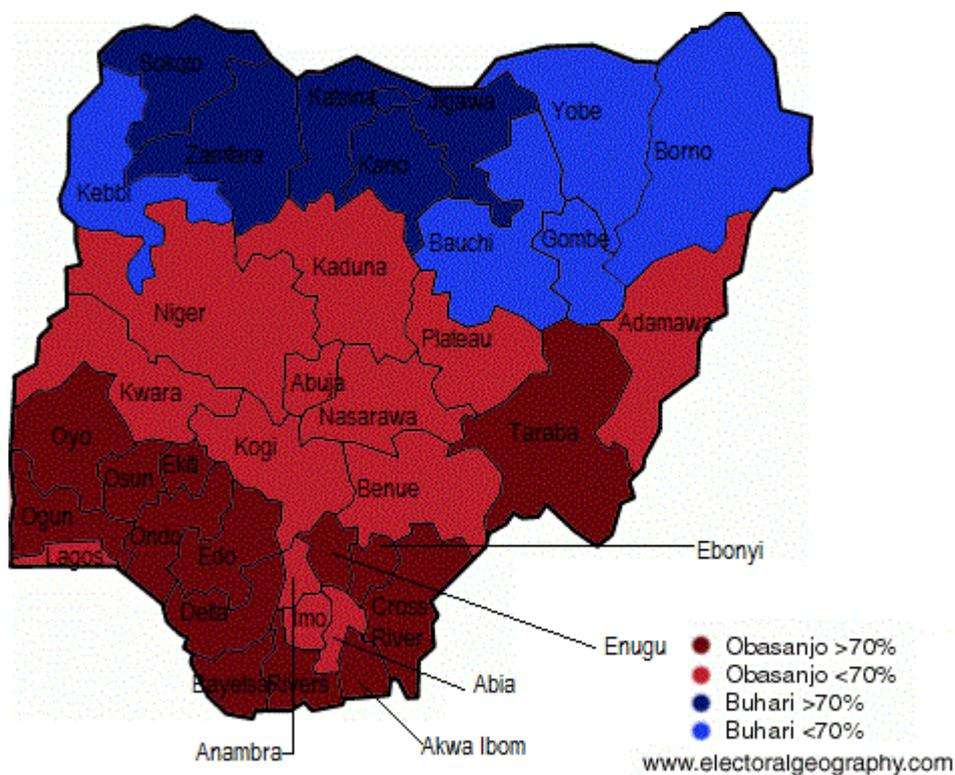 Sokoto
Katsina
Jigawa
Yobe
Borno
Zamfara
Kano
Kebbi
Bauchi
Gombe
Kaduna
Niger
Adamawa
Plateau
Abuja
Kwara
Nasarawa
Taraba
Oyo
Kogi
Ekiti
Osun
Benue
Ogun
Ondo
Edo
Lagos
Ebonyi
Delta
Imo
Cross
River
Enugu
Bayelsa
Rivers
Abia
Anambra
Akwa Ibom
Obasanjo >70%
Obasanjo <70%
Buhari >70%
Buhari <70%
www.electoralgeography.com